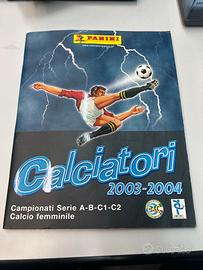 PANINI
Calciatori
2003-2004
Campionati Serie A-B-C1-C2
Calcio femminile